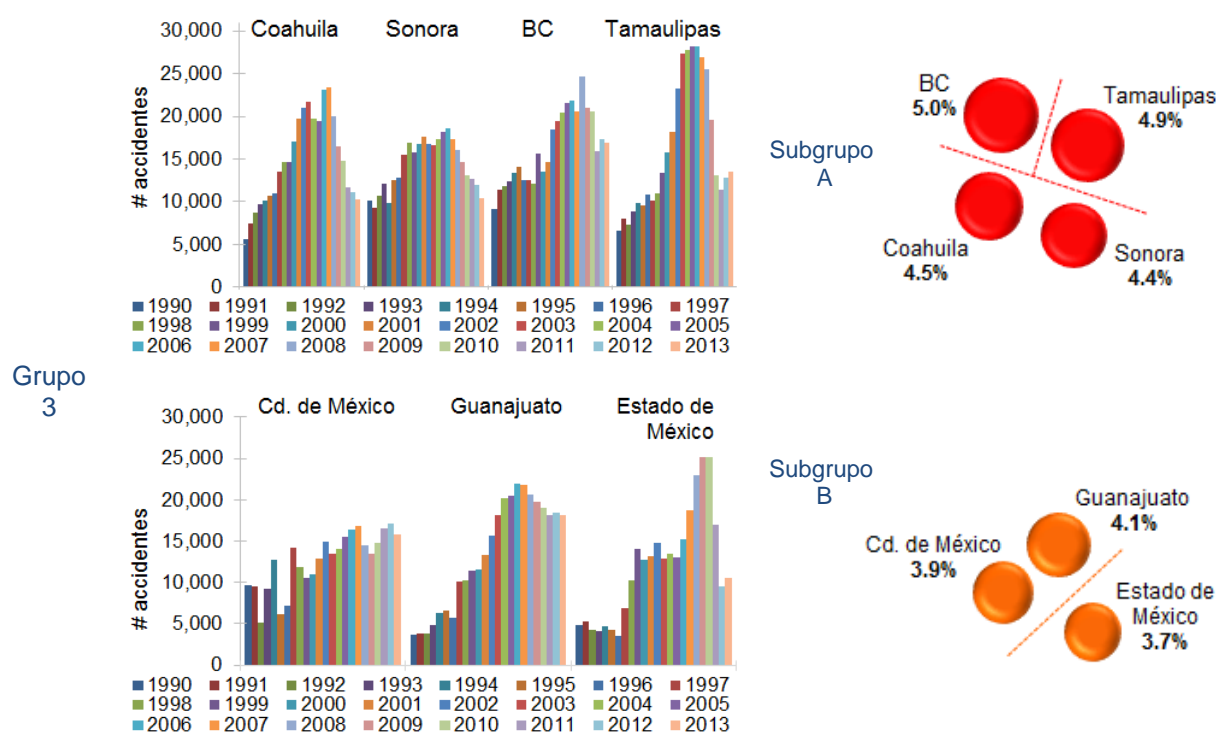 Grupo
3
Coahuila Sonora BC Tamaulipas
# accidentes
30,000
25,000
20,000
15,000
10,000
5,000
0
1990 1991 1992 1993 1994 1995 1996 1997
1998 1999 2000 2001 2002 2003 2004 2005
2006 2007 2008 2009 2010 2011 2012 2013
Subgrupo
A
BC
5.0%
Tamaulipas
4.9%
Coahuila
4.5%
Sonora
4.4%
Cd. de México Guanajuato Estado de
México
# accidentes
30,000
25,000
20,000
15,000
10,000
5,000
0
1990 1991 1992 1993 1994 1995 1996 1997
1998 1999 2000 2001 2002 2003 2004 2005
2006 2007 2008 2009 2010 2011 2012 2013
Subgrupo
B
Guanajuato
4.1%
Cd. de México
3.9%
Estado de
México
3.7%